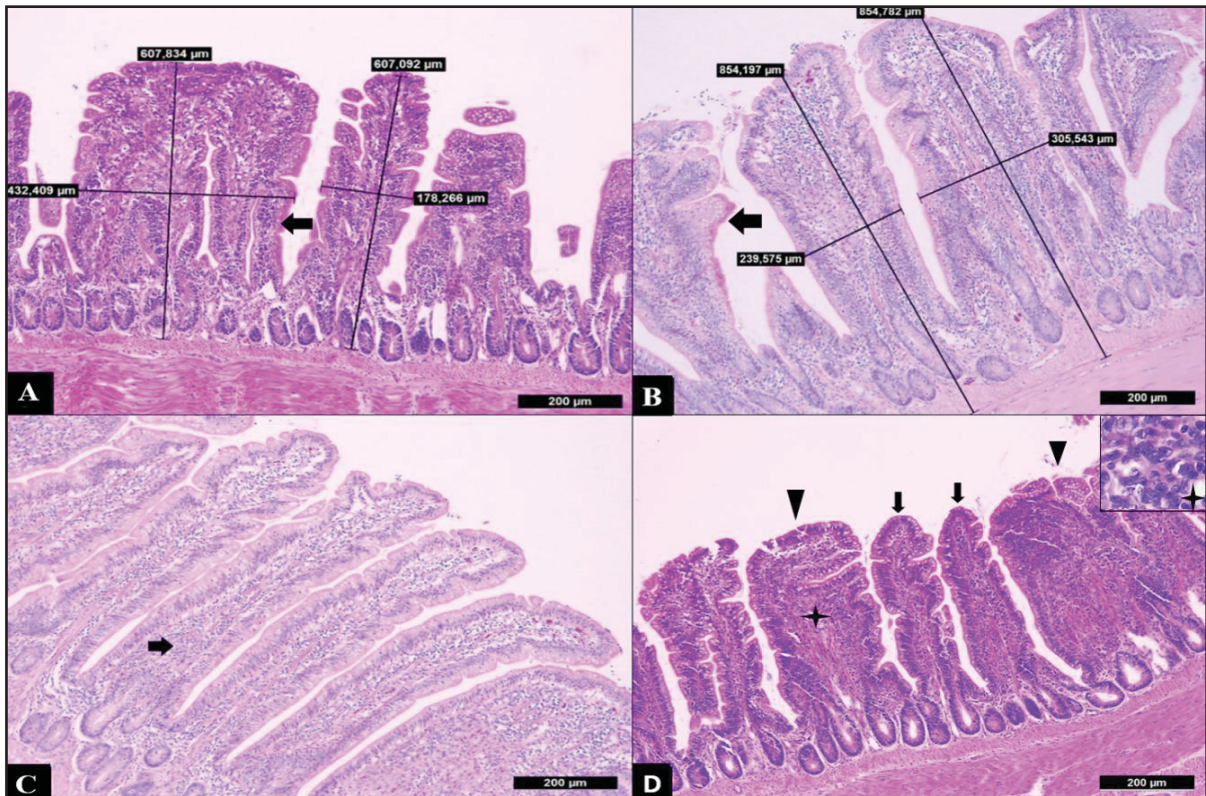 607,834 µm
607,092 µm
432,409 µm
178,266 µm
200 µm
A
854,782 µm
854,197 µm
305,543 µm
239,575 µm
200 µm
B
200 µm
C
200 µm
D